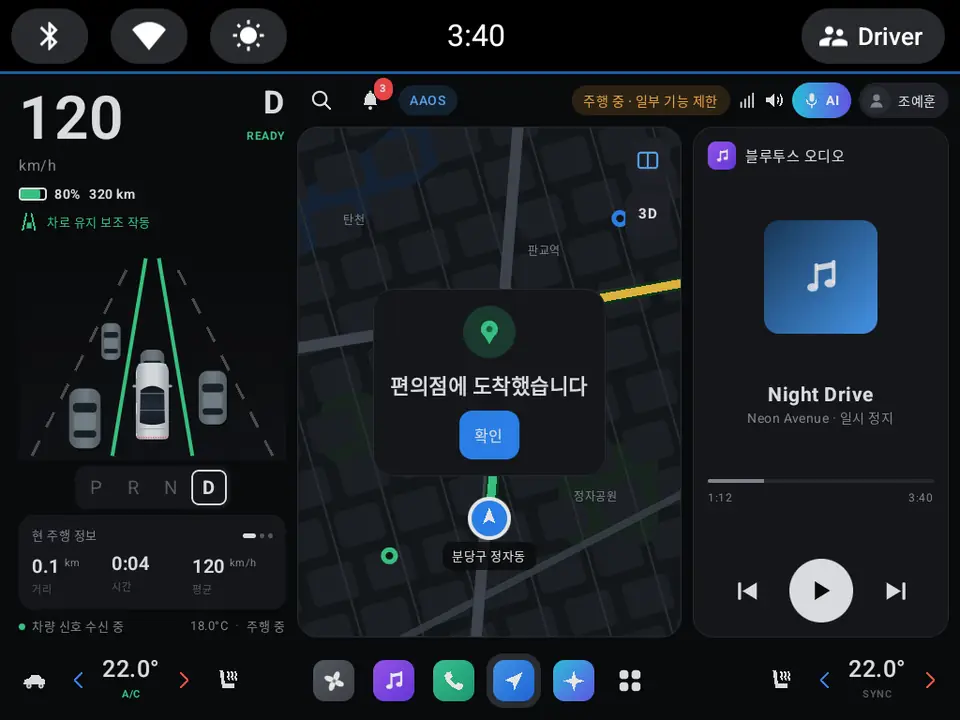 3:40
Driver
120
D
READY
km/h
80% 320 km
차로 유지 보조 작동
3
AAOS
주행 중 · 일부 기능 제한
AI
조예훈
탄천
판교역
3D
편의점에 도착했습니다
확인
정자공원
분당구 정자동
블루투스 오디오
Night Drive
Neon Avenue · 일시 정지
1:12
3:40
P R N D
현 주행 정보
0.1 km
거리
0:04
시간
120 km/h
평균
차량 신호 수신 중
18.0°C · 주행 중
22.0°
A/C
22.0°
SYNC